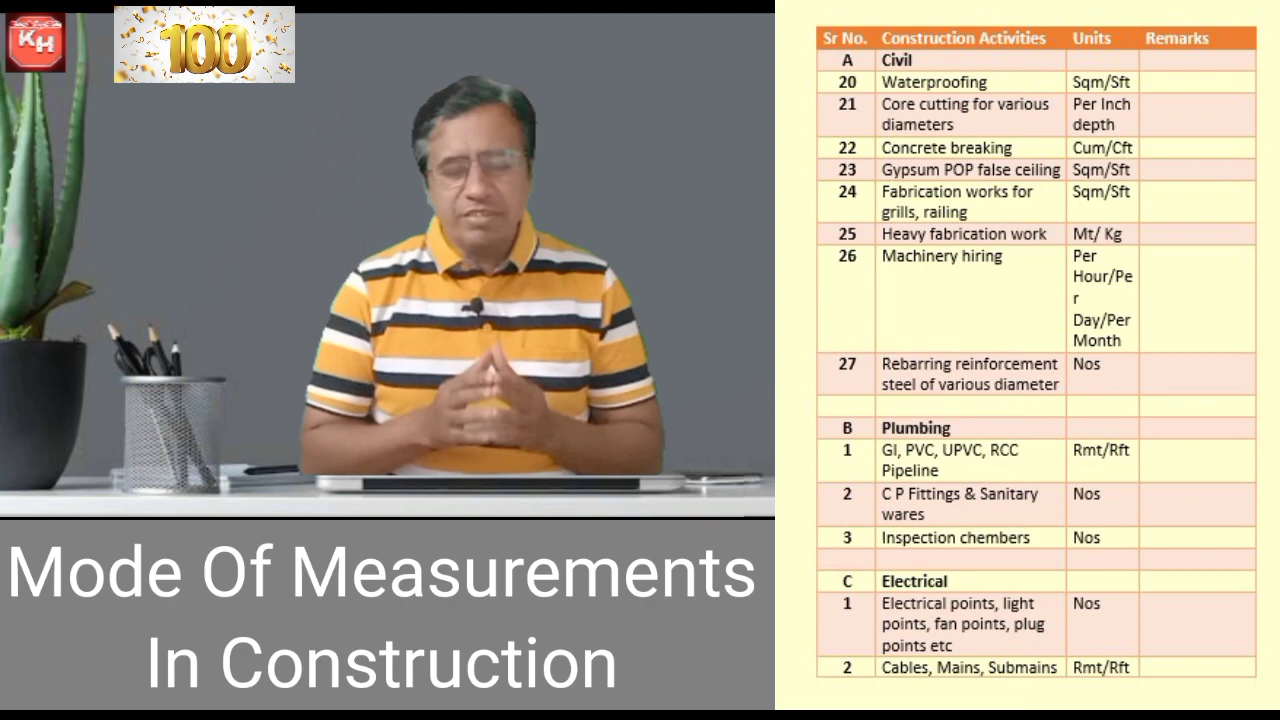 KH
100
Mode Of Measurements
In Construction
Sr No. Construction Activities Units Remarks
A Civil
20 Waterproofing Sqm/Sft
21 Core cutting for various Per Inch
diameters depth
22 Concrete breaking Cum/Cft
23 Gypsum POP false ceiling Sqm/Sft
24 Fabrication works for Sqm/Sft
grills, railing
25 Heavy fabrication work Mt/ Kg
26 Machinery hiring Per
Hour/Pe
r
Day/Per
Month
27 Rebarring reinforcement Nos
steel of various diameter
B Plumbing
1 GI, PVC, UPVC, RCC Rmt/Rft
Pipeline
2 C P Fittings & Sanitary Nos
wares
3 Inspection chembers Nos
C Electrical
1 Electrical points, light Nos
points, fan points, plug
points etc
2 Cables, Mains, Submains Rmt/Rft